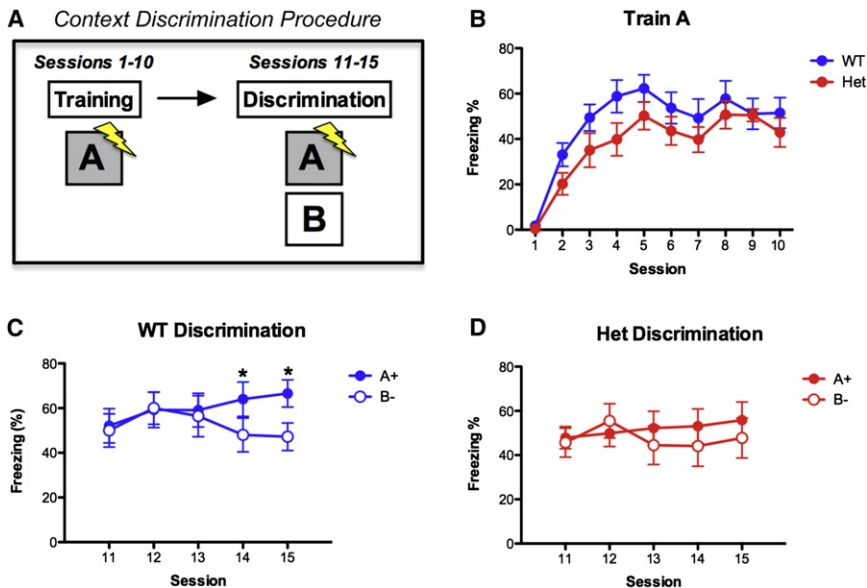 A
Context Discrimination Procedure
Sessions 1-10
Sessions 11-15
Training
Discrimination
A
A
B
B
Train A
Freezing %
80
60
40
20
0
1 2 3 4 5 6 7 8 9 10
Session
WT
Het
C
WT Discrimination
Freezing (%)
80
60
40
20
0
* *
11 12 13 14 15
Session
A+
B-
D
Het Discrimination
Freezing %
80
60
40
20
0
11 12 13 14 15
Session
A+
B-